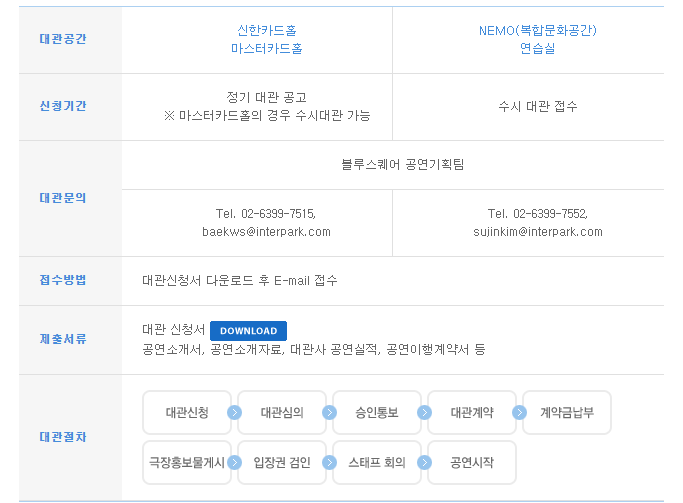 대관공간
신한카드홀
마스터카드홀
NEMO(복합문화공간)
연습실
신청기간
정기 대관 공고
※ 마스터카드홀의 경우 수시대관 가능
수시 대관 접수
대관문의
블루스퀘어 공연기획팀
Tel. 02-6399-7515,
baekws@interpark.com
Tel. 02-6399-7552,
sujinkim@interpark.com
접수방법
대관신청서 다운로드 후 E-mail 접수
제출서류
대관 신청서 DOWNLOAD
공연소개서, 공연소개자료, 대관사 공연실적, 공연이행계약서 등
대관절차
대관신청 대관심의 승인통보 대관계약 계약금납부
극장홍보물게시 입장권 검인 스태프 회의 공연시작